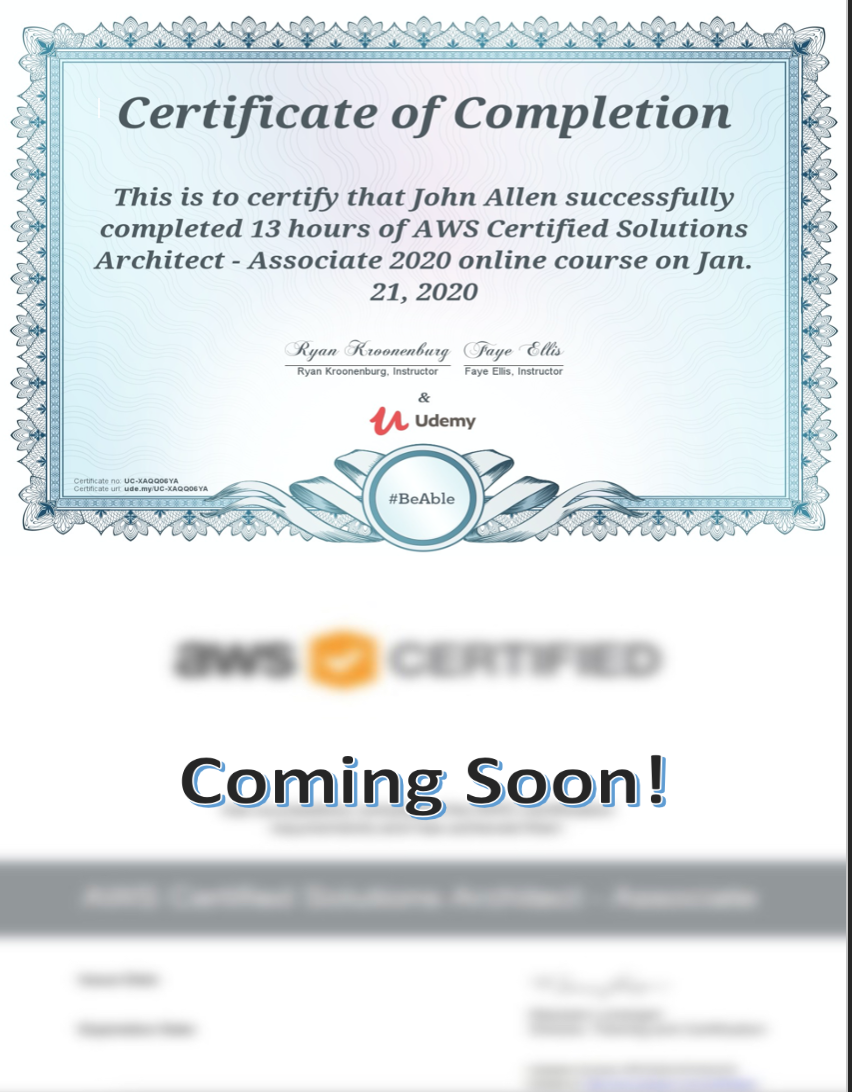 Certificate of Completion
This is to certify that John Allen successfully
completed 13 hours of AWS Certified Solutions
Architect - Associate 2020 online course on Jan.
21, 2020
Ryan Kroonenburg Faye Ellis
Ryan Kroonenburg, Instructor Faye Ellis, Instructor
&
Udemy
Certificate no: UC-XAQQ06YA
Certificate url: ude.my/UC-XAQQ06YA
#BeAble
aws CERTIFIED
Coming Soon!
AWS Certified Solutions Architect - Associate